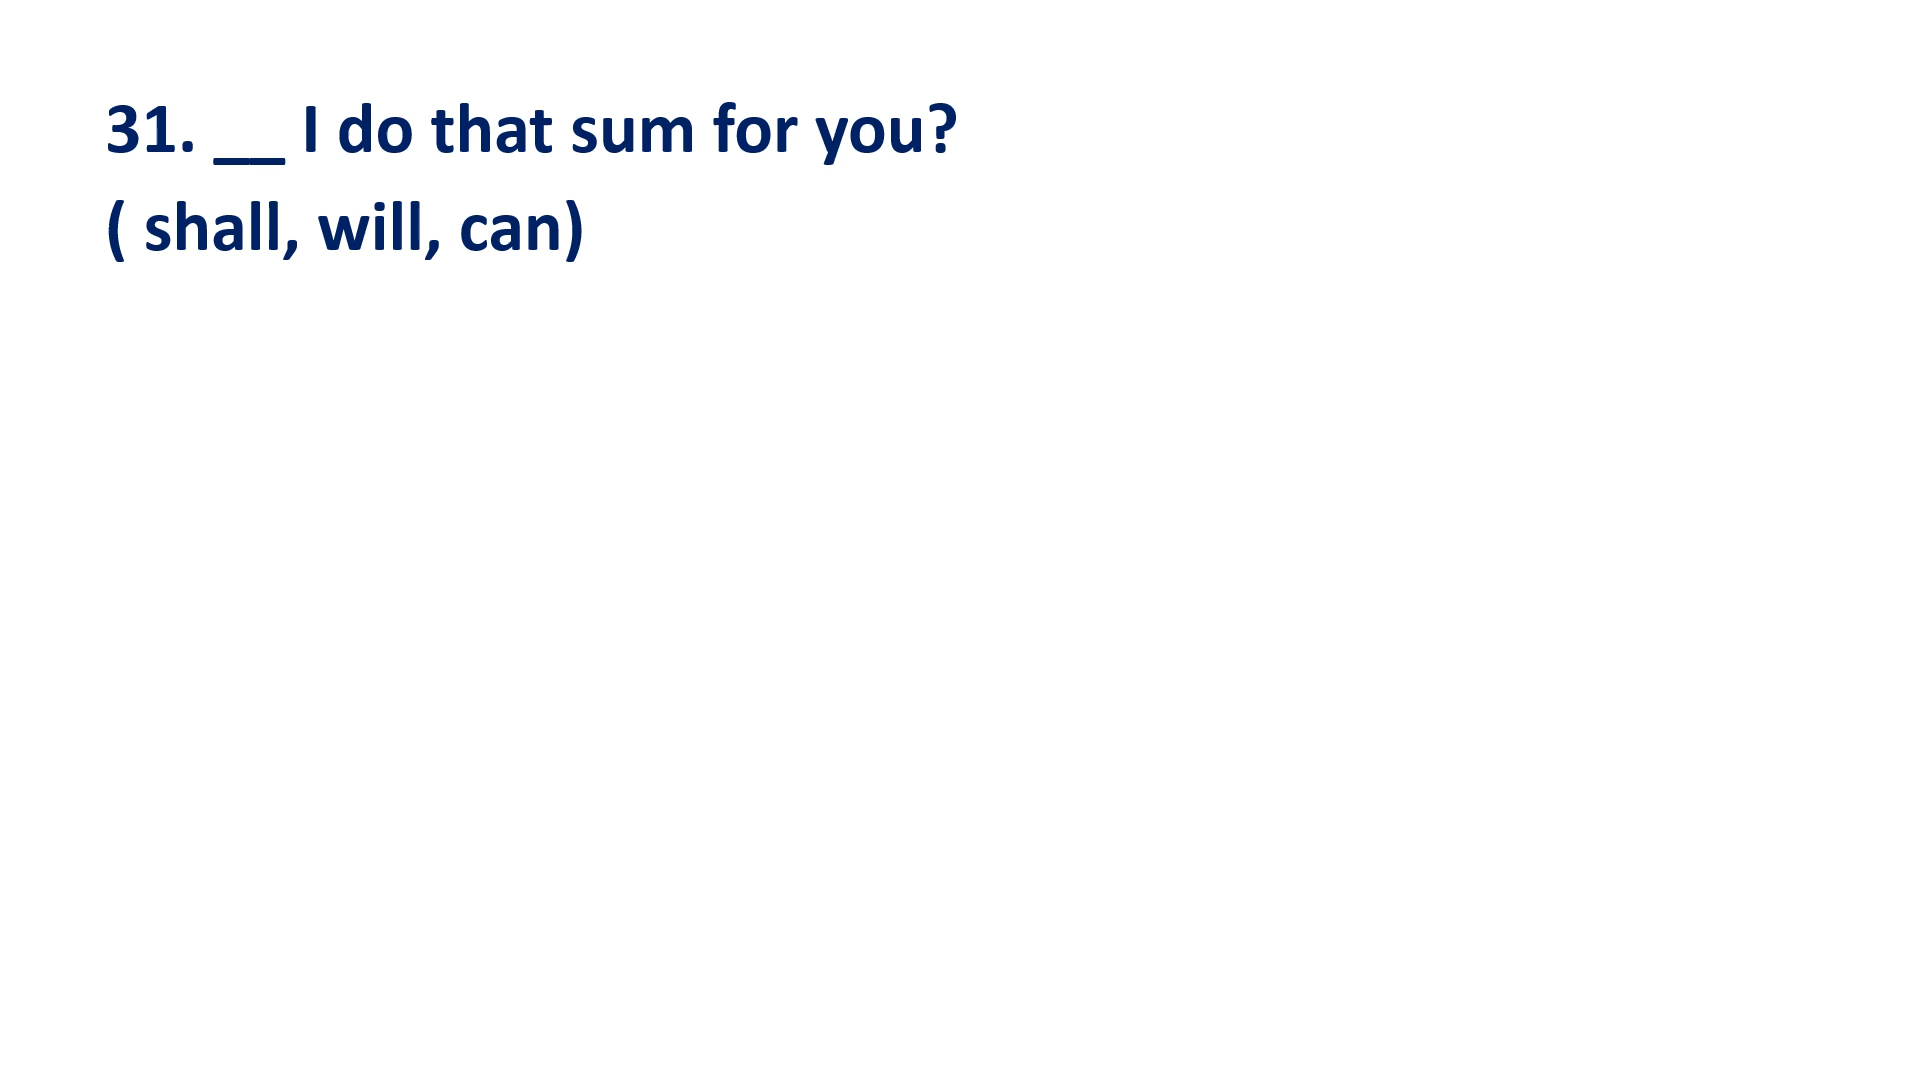 31. __ I do that sum for you?
( shall, will, can)